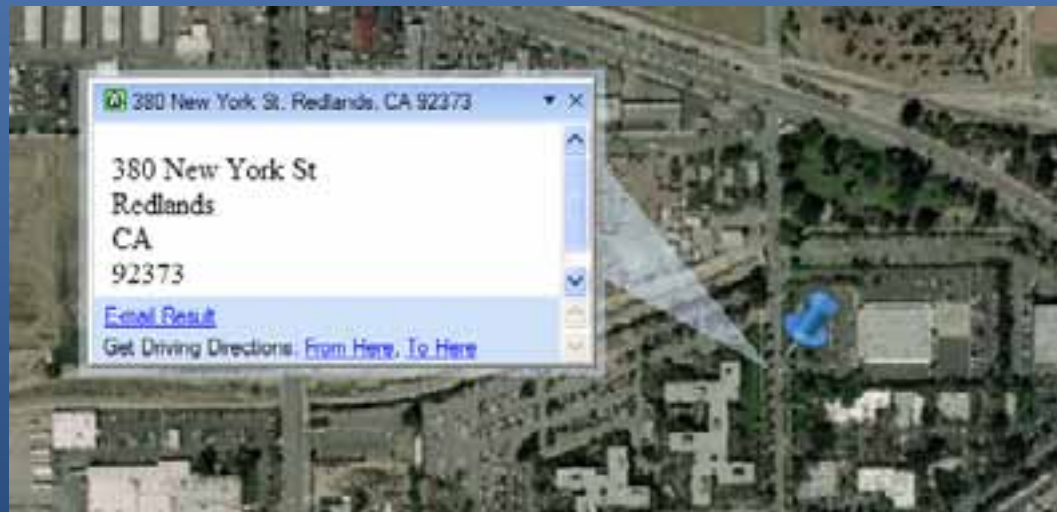 380 New York St, Redlands, CA 92373
380 New York St
Redlands
CA
92373
E-mail Result
Get Driving Directions: From Here, To Here